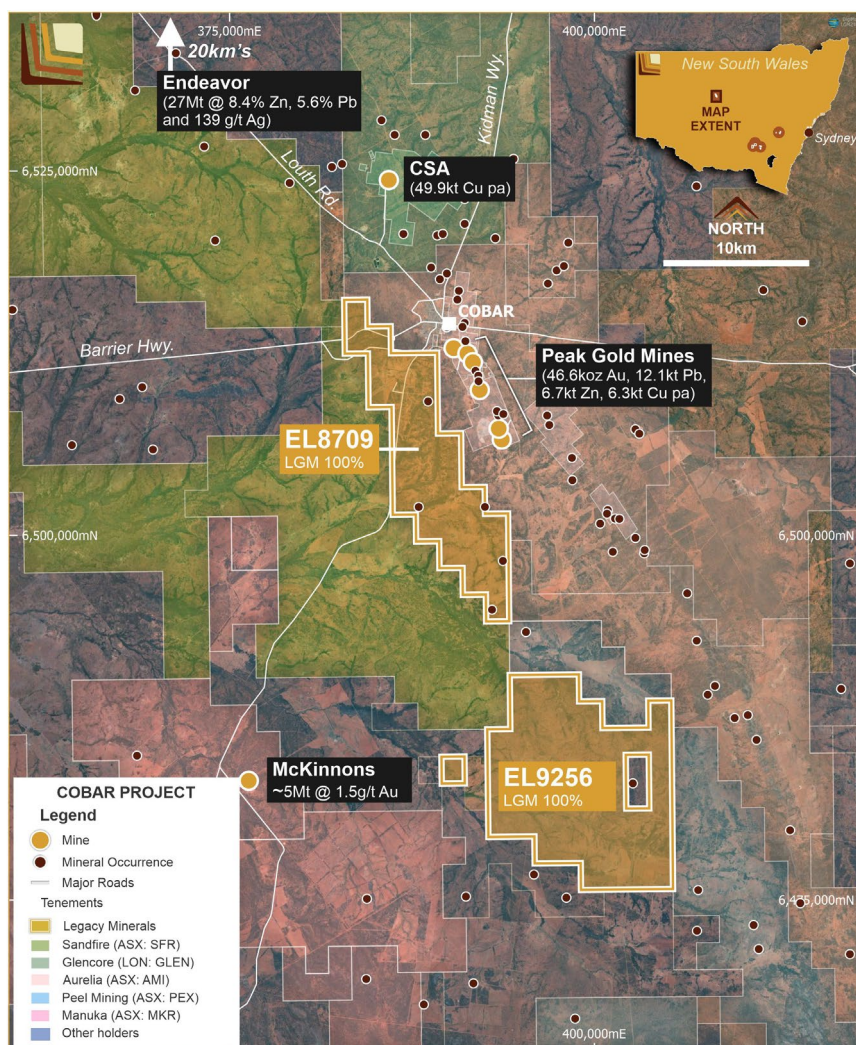 375,000mE
400,000mE
20km's
Endeavor
(27Mt @ 8.4% Zn, 5.6% Pb
and 139 g/t Ag)
Kidman Wy.
New South Wales
MAP
EXTENT
Sydney
6,525,000mN
Louth Rd.
CSA
(49.9kt Cu pa)
NORTH
10km
COBAR
Barrier Hwy.
Peak Gold Mines
(46.6koz Au, 12.1kt Pb,
6.7kt Zn, 6.3kt Cu pa)
EL8709
LGM 100%
6,500,000mN
6,500,000mN
McKinnons
~5Mt @ 1.5g/t Au
EL9256
LGM 100%
COBAR PROJECT
Legend
Mine
Mineral Occurrence
Major Roads
Tenements
Legacy Minerals
Sandfire (ASX: SFR)
Glencore (LON: GLEN)
Aurelia (ASX: AMI)
Peel Mining (ASX: PEX)
Manuka (ASX: MKR)
Other holders
6,475,000mN
400,000mE